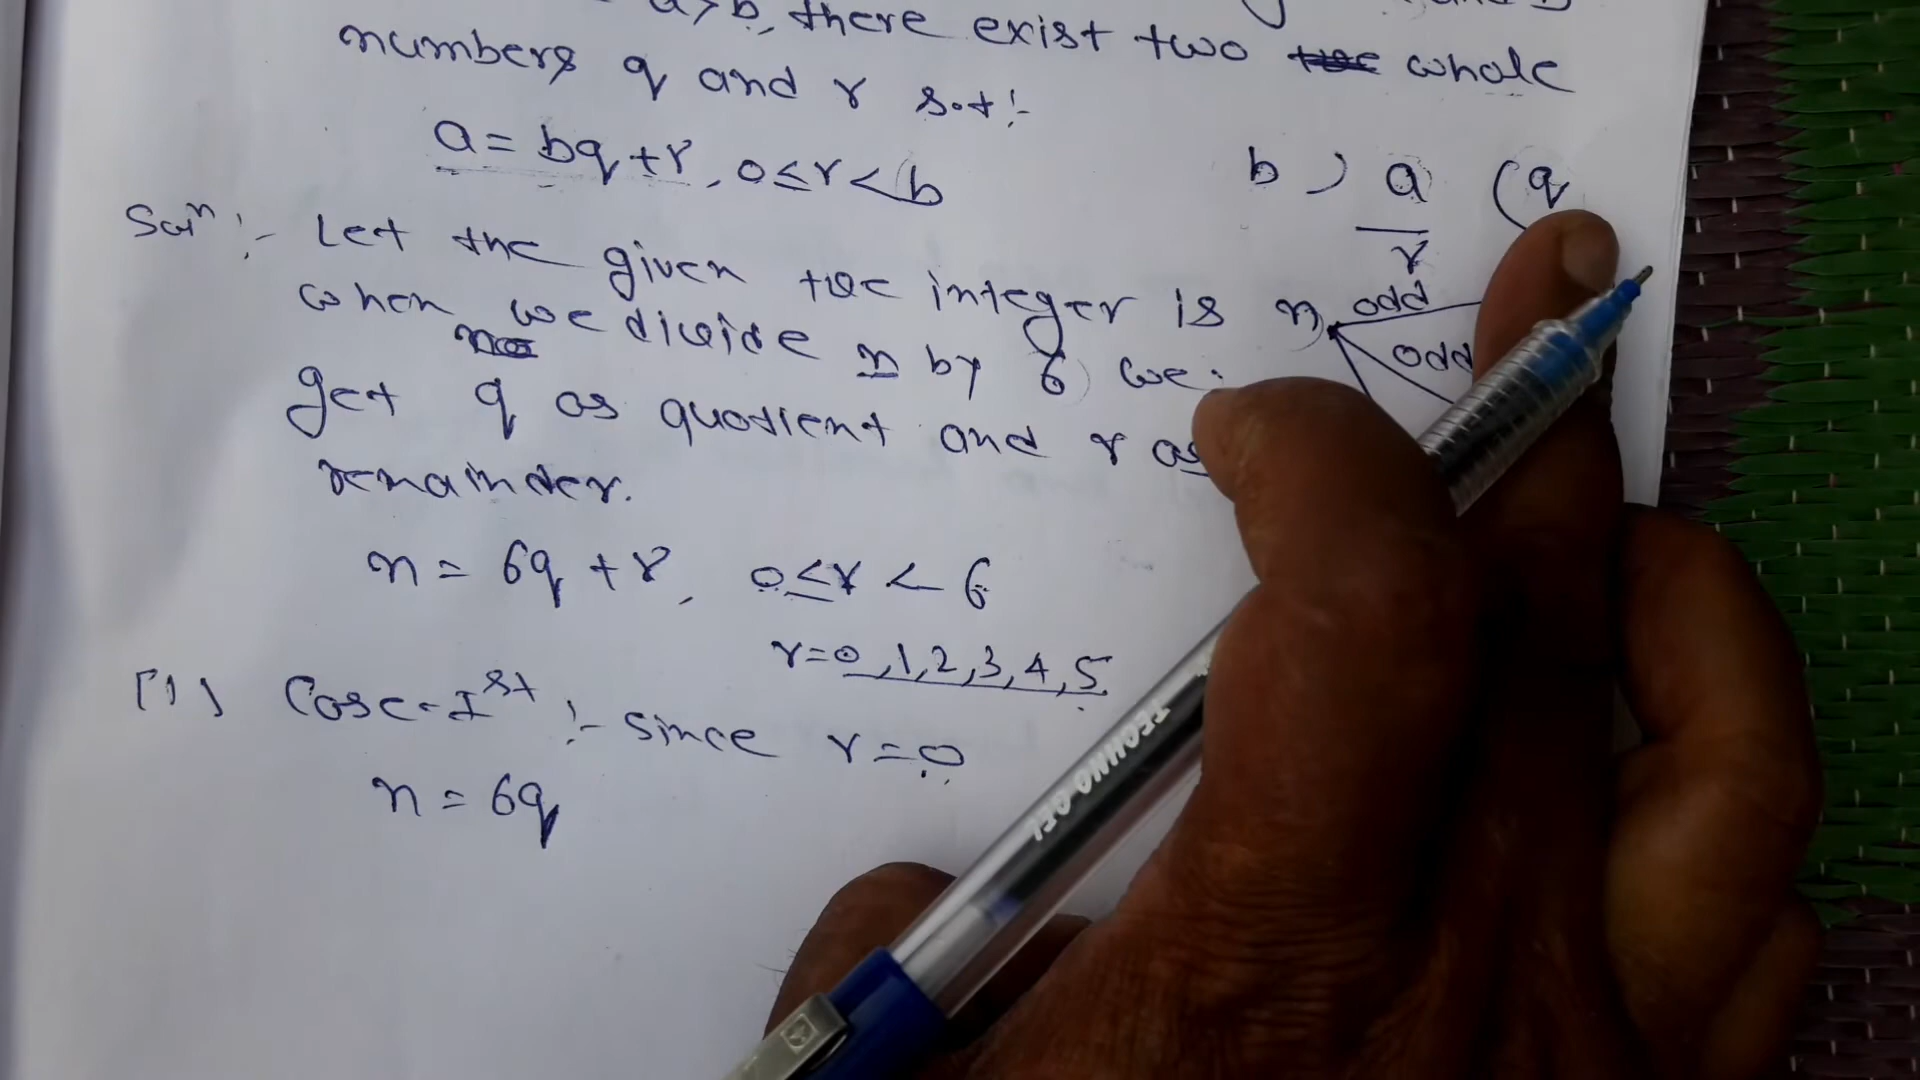 a>b, there exist two
numbers q and r s.t:-
whole
a = bq+r, 0≤r<b
b ) a ( q
r
Solⁿ:- Let the given +ve integer is n,
odd
odd
when we divide n by 6 we
get q as quotient and r as
remainder.
n = 6q + r, 0≤r < 6
r=0,1,2,3,4,5
[1] Case-Ist:- since r=0
n = 6q
TECHNO GEL